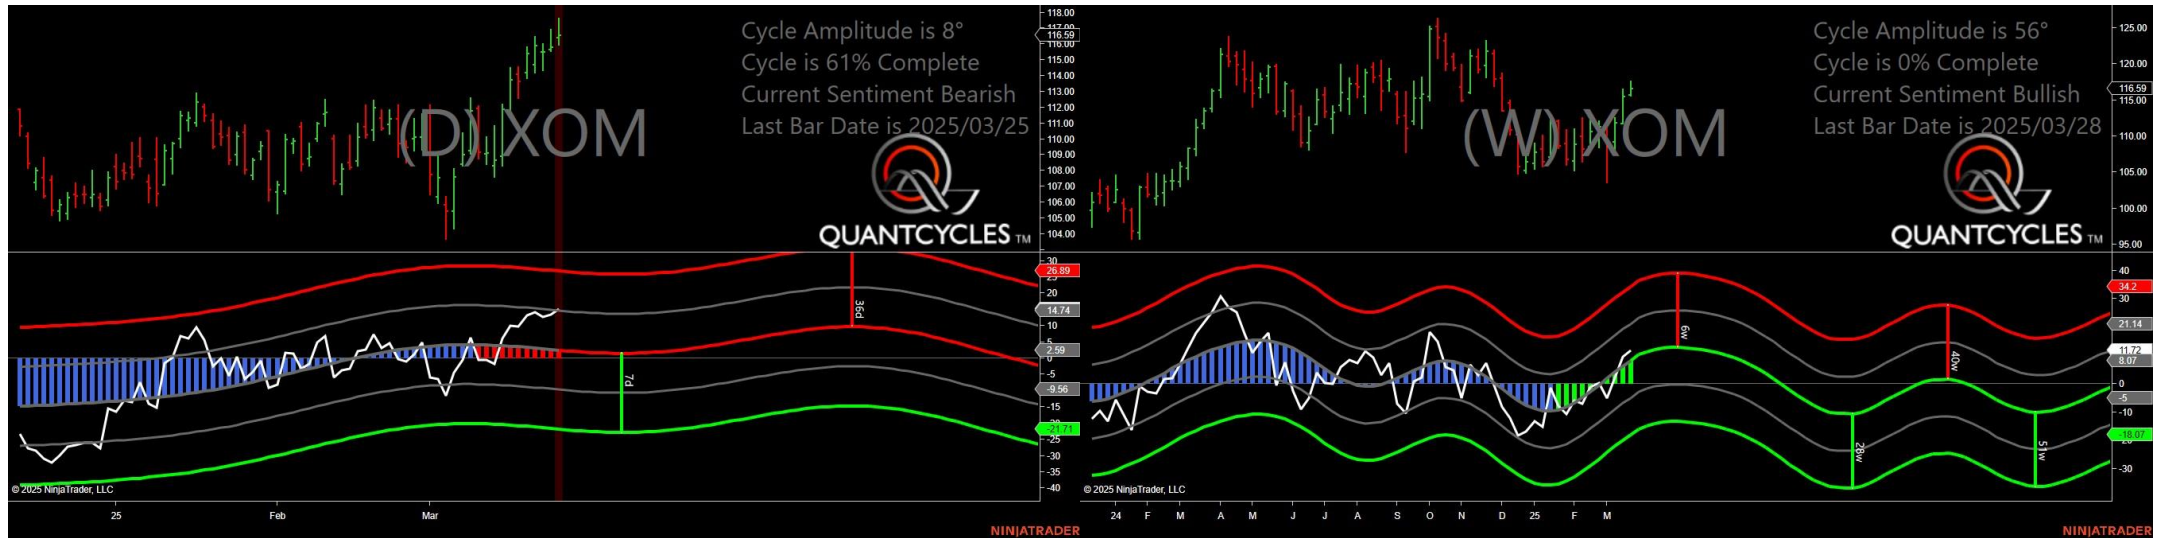 Cycle Amplitude is 8°
Cycle is 61% Complete
Current Sentiment Bearish
Last Bar Date is 2025/03/25
(D) XOM
QUANTCYCLES TM
118.00
116.59
116.00
115.00
114.00
113.00
112.00
111.00
110.00
109.00
108.00
107.00
106.00
105.00
104.00
30
26.89
20
14.74
10
2.59
0
-5
-9.56
-15
-21.71
-30
-35
-40
36d
7d
© 2025 NinjaTrader, LLC
25 Feb Mar
NINJATRADER
Cycle Amplitude is 56°
Cycle is 0% Complete
Current Sentiment Bullish
Last Bar Date is 2025/03/28
(W) XOM
QUANTCYCLES TM
125.00
120.00
116.59
115.00
110.00
105.00
100.00
95.00
40
34.2
30
21.14
11.72
8.07
0
-5
-10
-18.07
-30
6w
40w
28w
51w
© 2025 NinjaTrader, LLC
24 F M A M J J A S O N D 25 F M
NINJATRADER